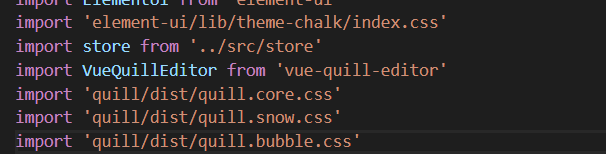 import ElementUI from 'element-ui'
import 'element-ui/lib/theme-chalk/index.css'
import store from '../src/store'
import VueQuillEditor from 'vue-quill-editor'
import 'quill/dist/quill.core.css'
import 'quill/dist/quill.snow.css'
import 'quill/dist/quill.bubble.css'